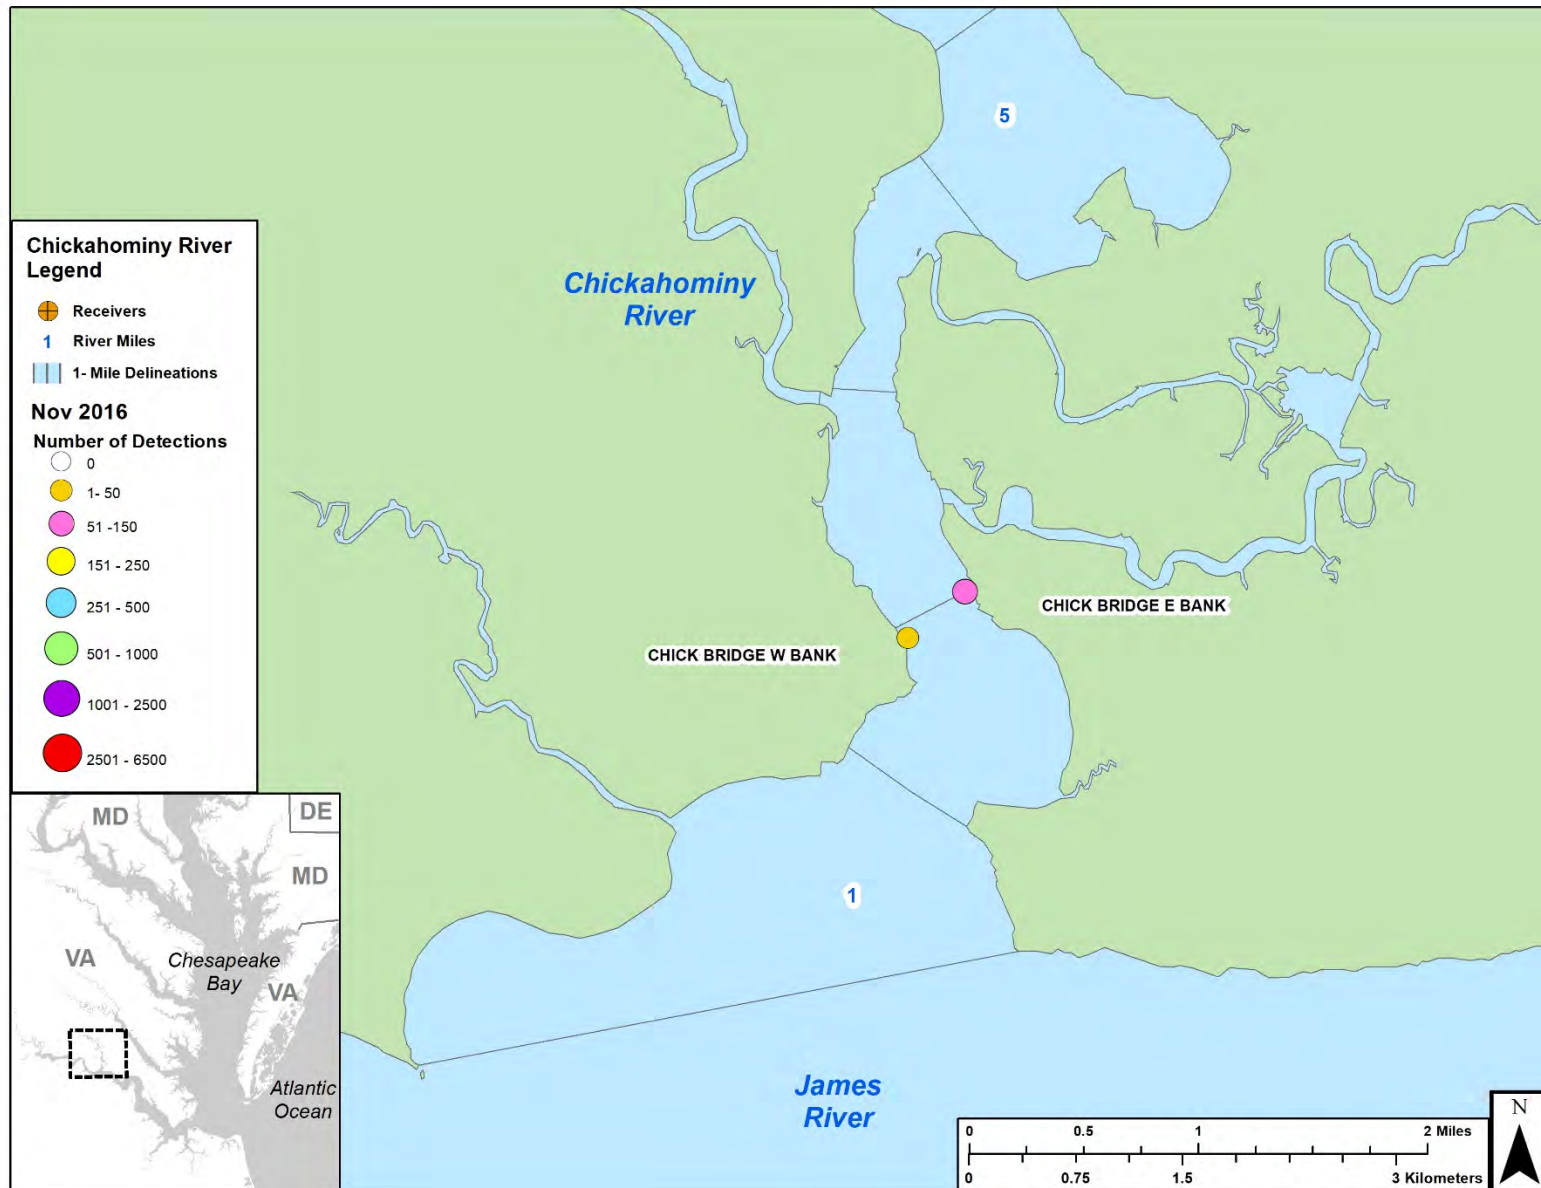 5
Chickahominy
River
Chickahominy River
Legend
Receivers
1 River Miles
1- Mile Delineations
Nov 2016
Number of Detections
0
1- 50
51 -150
151 - 250
251 - 500
501 - 1000
1001 - 2500
2501 - 6500
CHICK BRIDGE E BANK
CHICK BRIDGE W BANK
1
James
River
MD
DE
MD
VA
Chesapeake
Bay
VA
Atlantic
Ocean
0 0.5 1 2 Miles
0 0.75 1.5 3 Kilometers
N